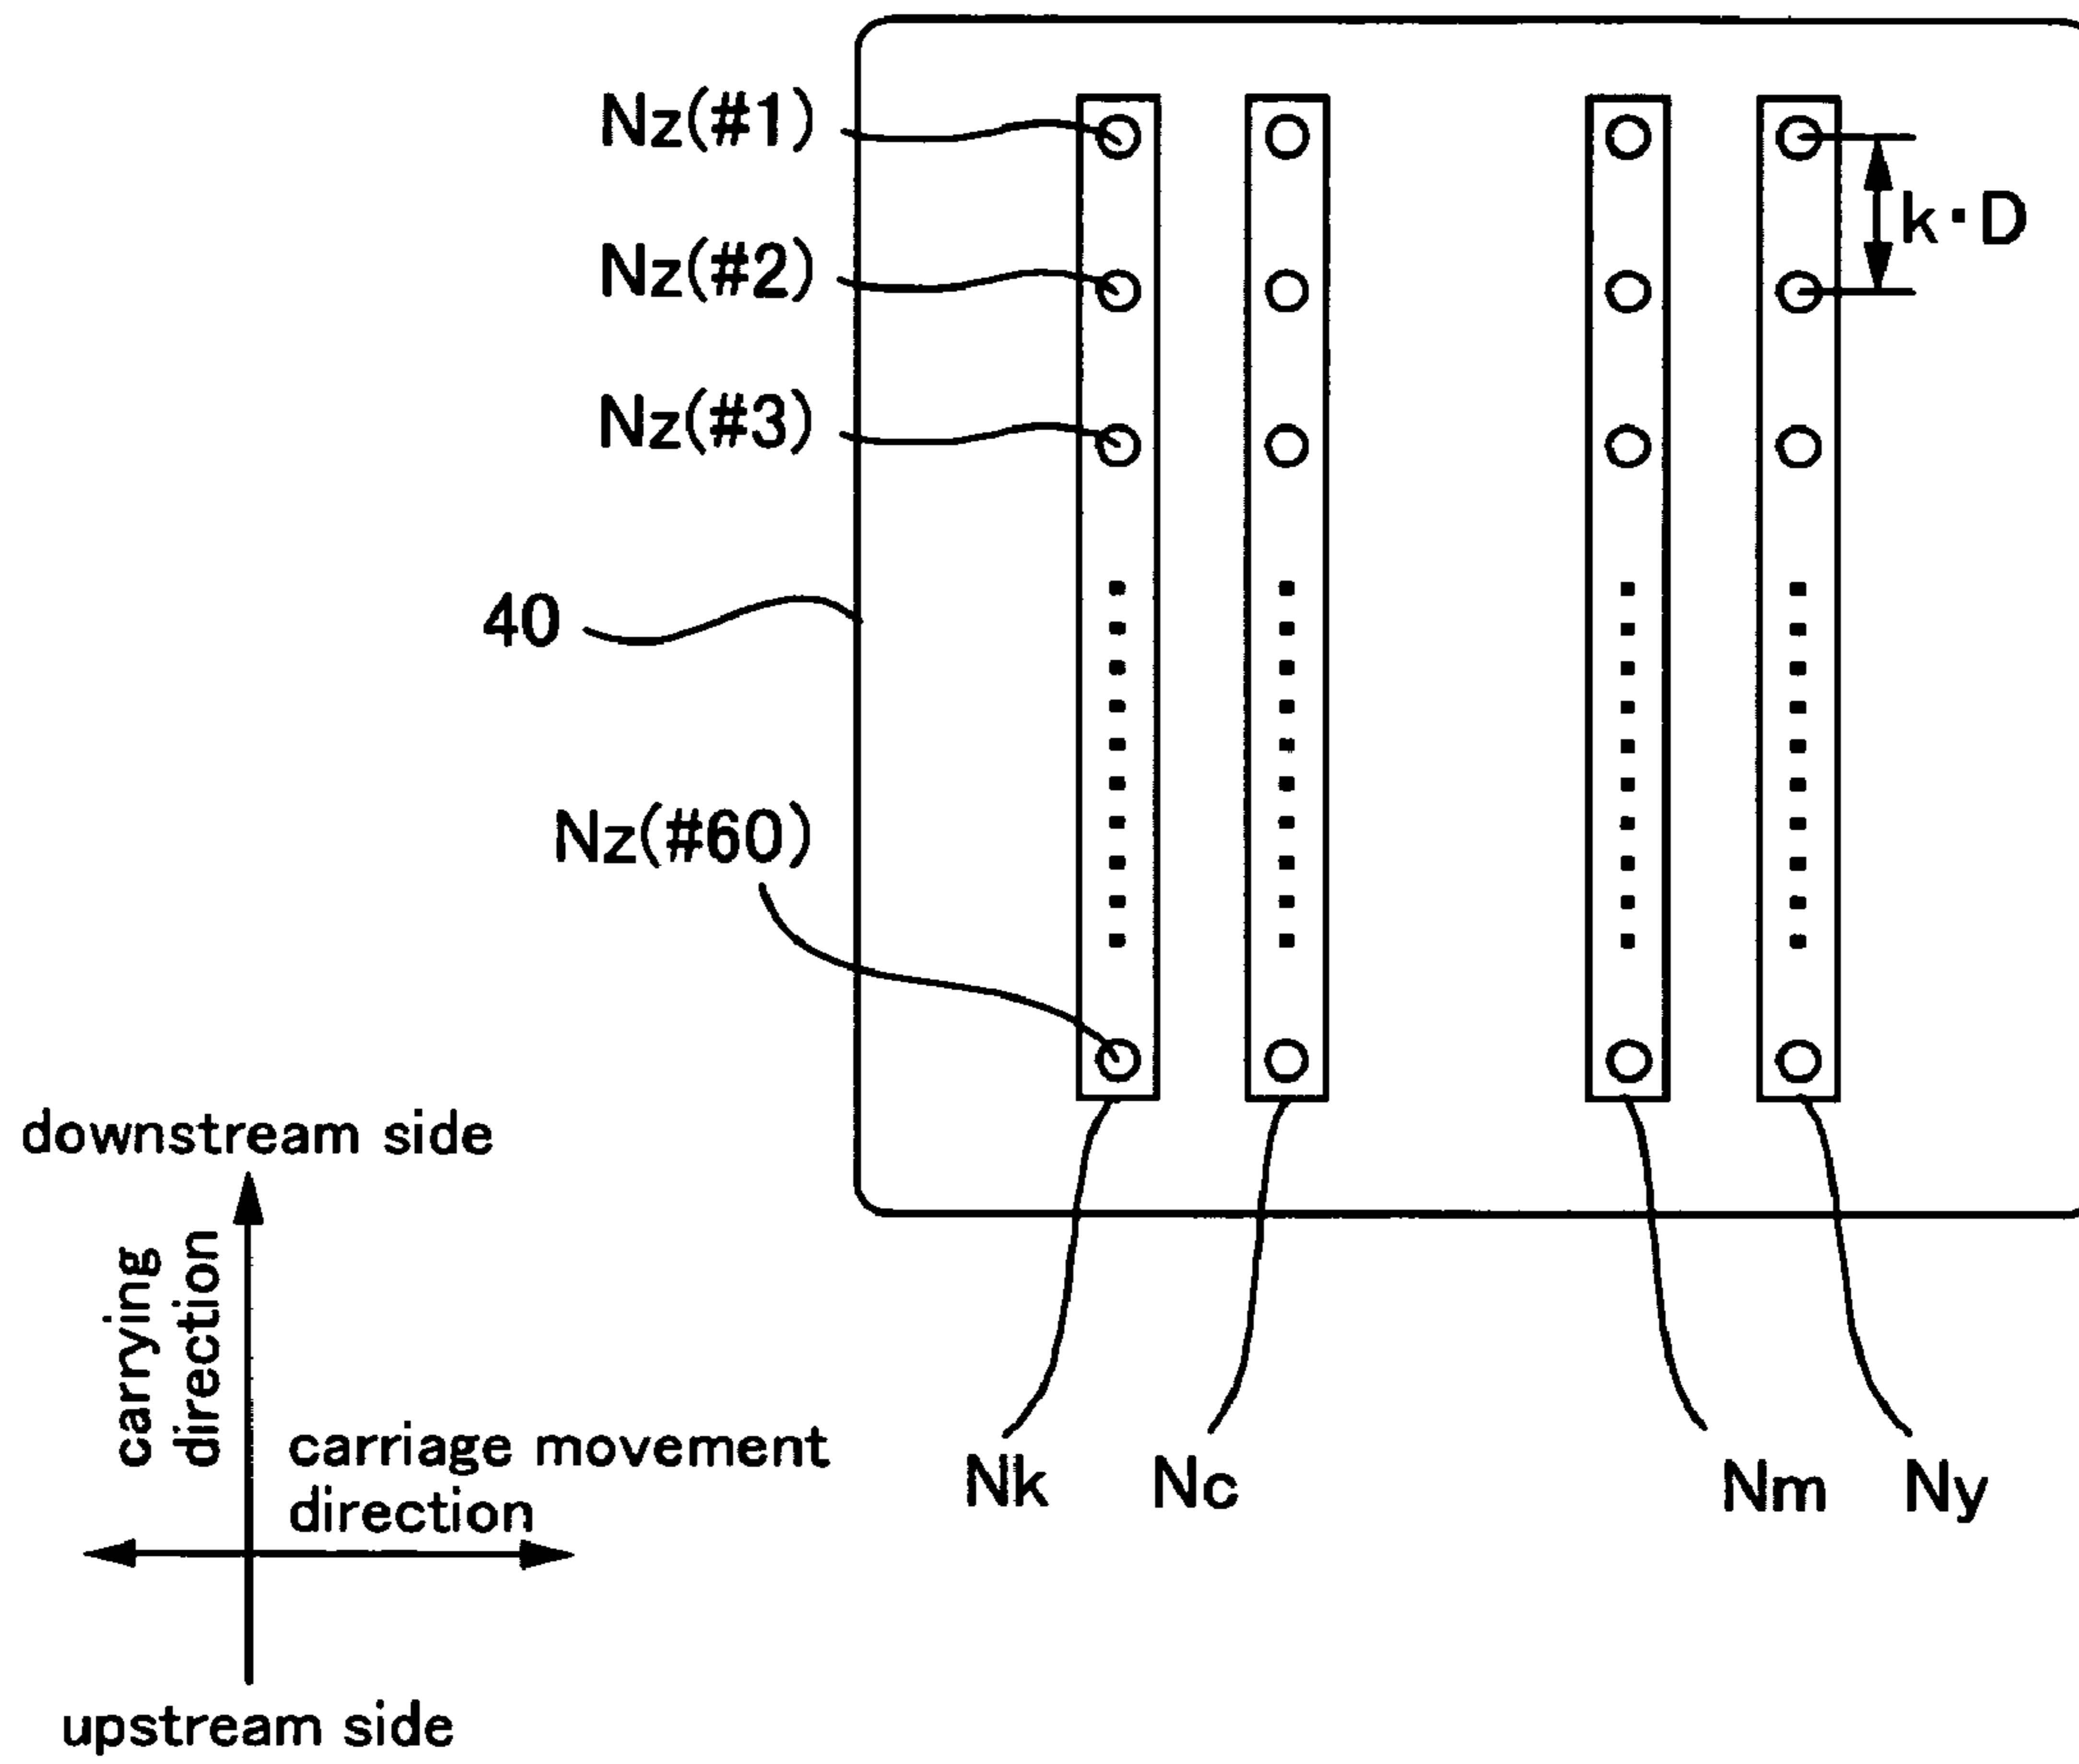 Nz(#1)
k·D
Nz(#2)
Nz(#3)
40
Nz(#60)
downstream side
carrying
direction
carriage movement
direction
upstream side
Nk
Nc
Nm
Ny